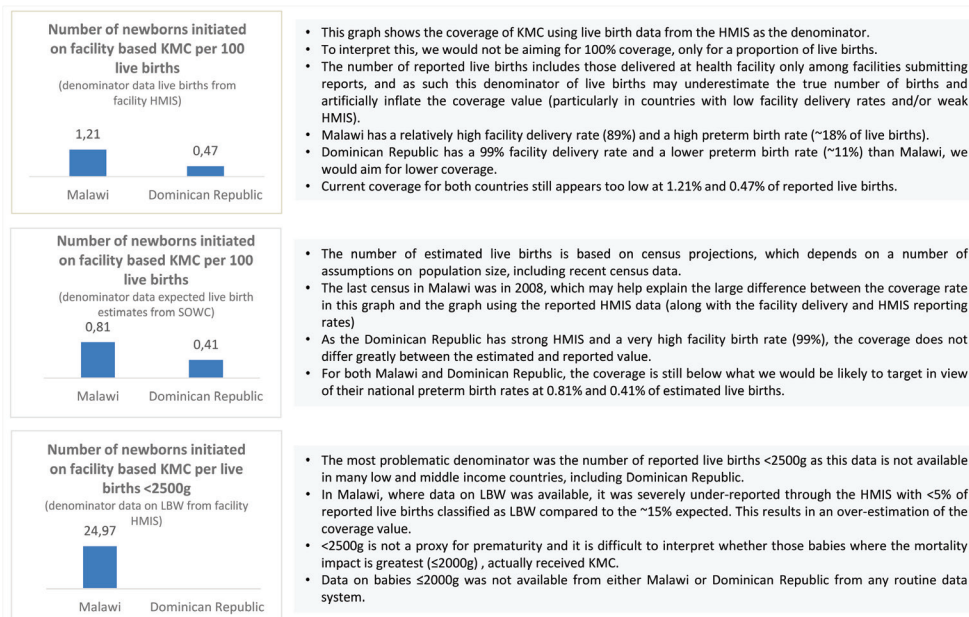 Number of newborns initiated
on facility based KMC per 100
live births
(denominator data live births from
facility HMIS)
1,21
0,47
Malawi
Dominican Republic
• This graph shows the coverage of KMC using live birth data from the HMIS as the denominator.
• To interpret this, we would not be aiming for 100% coverage, only for a proportion of live births.
• The number of reported live births includes those delivered at health facility only among facilities submitting
reports, and as such this denominator of live births may underestimate the true number of births and
artificially inflate the coverage value (particularly in countries with low facility delivery rates and/or weak
HMIS).
• Malawi has a relatively high facility delivery rate (89%) and a high preterm birth rate (~18% of live births).
• Dominican Republic has a 99% facility delivery rate and a lower preterm birth rate (~11%) than Malawi, we
would aim for lower coverage.
• Current coverage for both countries still appears too low at 1.21% and 0.47% of reported live births.
Number of newborns initiated
on facility based KMC per 100
live births
(denominator data expected live birth
estimates from SOWC)
0,81
0,41
Malawi
Dominican Republic
• The number of estimated live births is based on census projections, which depends on a number of
assumptions on population size, including recent census data.
• The last census in Malawi was in 2008, which may help explain the large difference between the coverage rate
in this graph and the graph using the reported HMIS data (along with the facility delivery and HMIS reporting
rates)
• As the Dominican Republic has strong HMIS and a very high facility birth rate (99%), the coverage does not
differ greatly between the estimated and reported value.
• For both Malawi and Dominican Republic, the coverage is still below what we would be likely to target in view
of their national preterm birth rates at 0.81% and 0.41% of estimated live births.
Number of newborns initiated
on facility based KMC per live
births <2500g
(denominator data on LBW from facility
HMIS)
24,97
Malawi
Dominican Republic
• The most problematic denominator was the number of reported live births <2500g as this data is not available
in many low and middle income countries, including Dominican Republic.
• In Malawi, where data on LBW was available, it was severely under-reported through the HMIS with <5% of
reported live births classified as LBW compared to the ~15% expected. This results in an over-estimation of the
coverage value.
• <2500g is not a proxy for prematurity and it is difficult to interpret whether those babies where the mortality
impact is greatest (≤2000g) , actually received KMC.
• Data on babies ≤2000g was not available from either Malawi or Dominican Republic from any routine data
system.